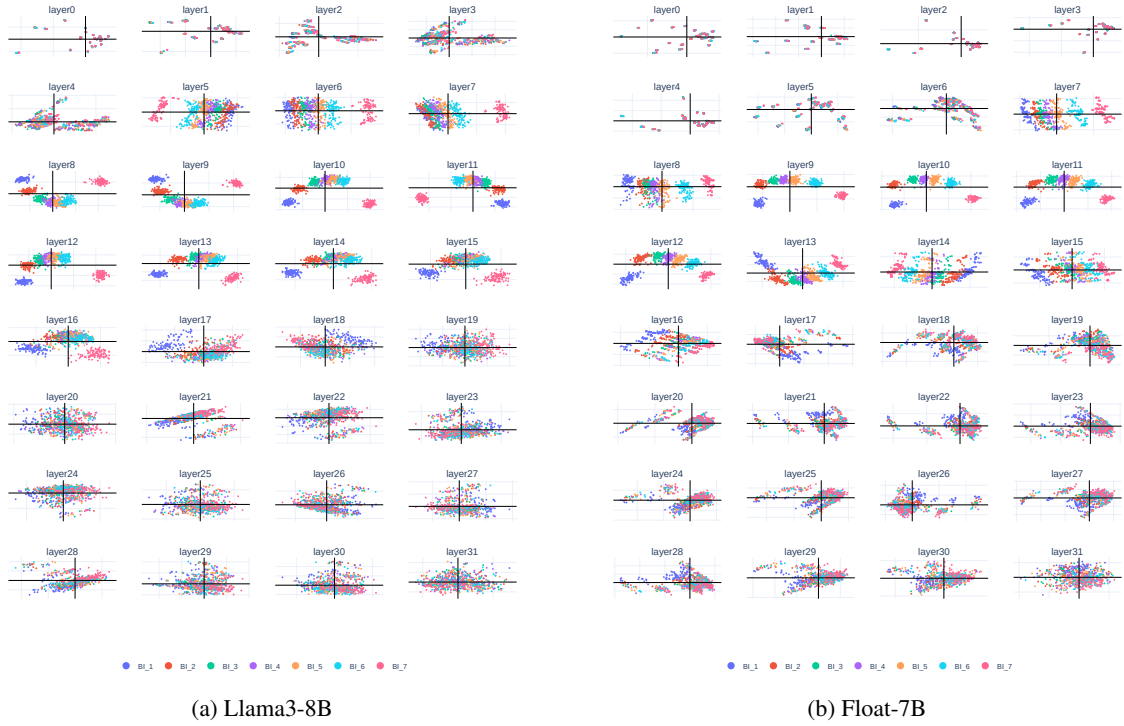 layer0 layer1 layer2 layer3
layer4 layer5 layer6 layer7
layer8 layer9 layer10 layer11
layer12 layer13 layer14 layer15
layer16 layer17 layer18 layer19
layer20 layer21 layer22 layer23
layer24 layer25 layer26 layer27
layer28 layer29 layer30 layer31
BI_1 BI_2 BI_3 BI_4 BI_5 BI_6 BI_7
(a) Llama3-8B
layer0 layer1 layer2 layer3
layer4 layer5 layer6 layer7
layer8 layer9 layer10 layer11
layer12 layer13 layer14 layer15
layer16 layer17 layer18 layer19
layer20 layer21 layer22 layer23
layer24 layer25 layer26 layer27
layer28 layer29 layer30 layer31
BI_1 BI_2 BI_3 BI_4 BI_5 BI_6 BI_7
(b) Float-7B